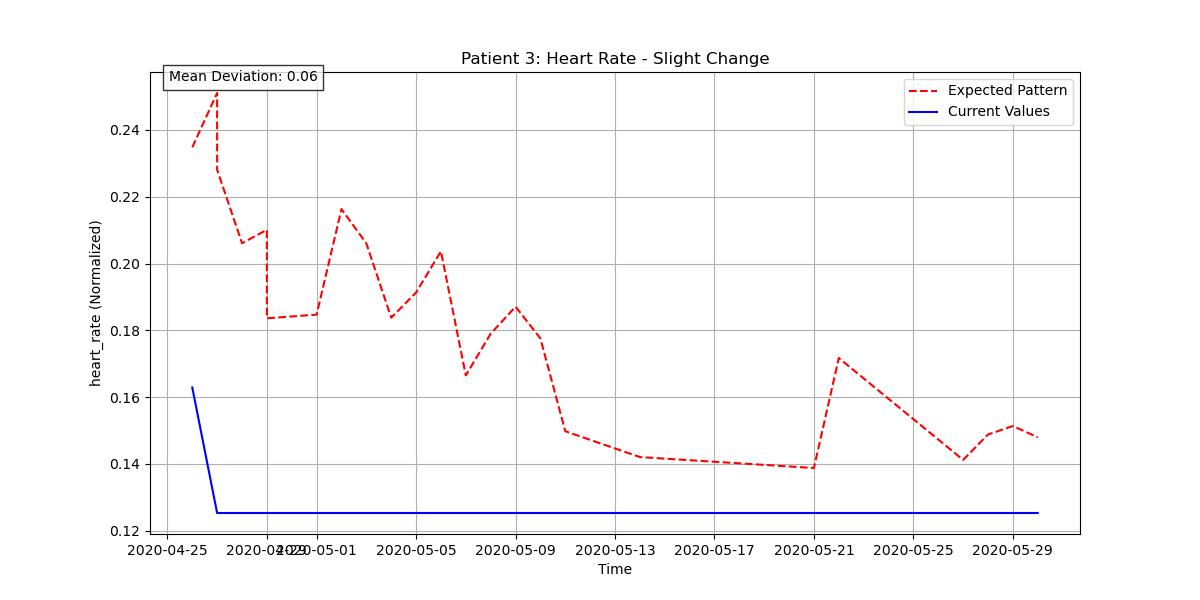 Patient 3: Heart Rate - Slight Change
Mean Deviation: 0.06
Expected Pattern
Current Values
heart_rate (Normalized)
0.24
0.22
0.20
0.18
0.16
0.14
0.12
2020-04-25 2020-04-29 2020-05-01 2020-05-05 2020-05-09 2020-05-13 2020-05-17 2020-05-21 2020-05-25 2020-05-29
Time